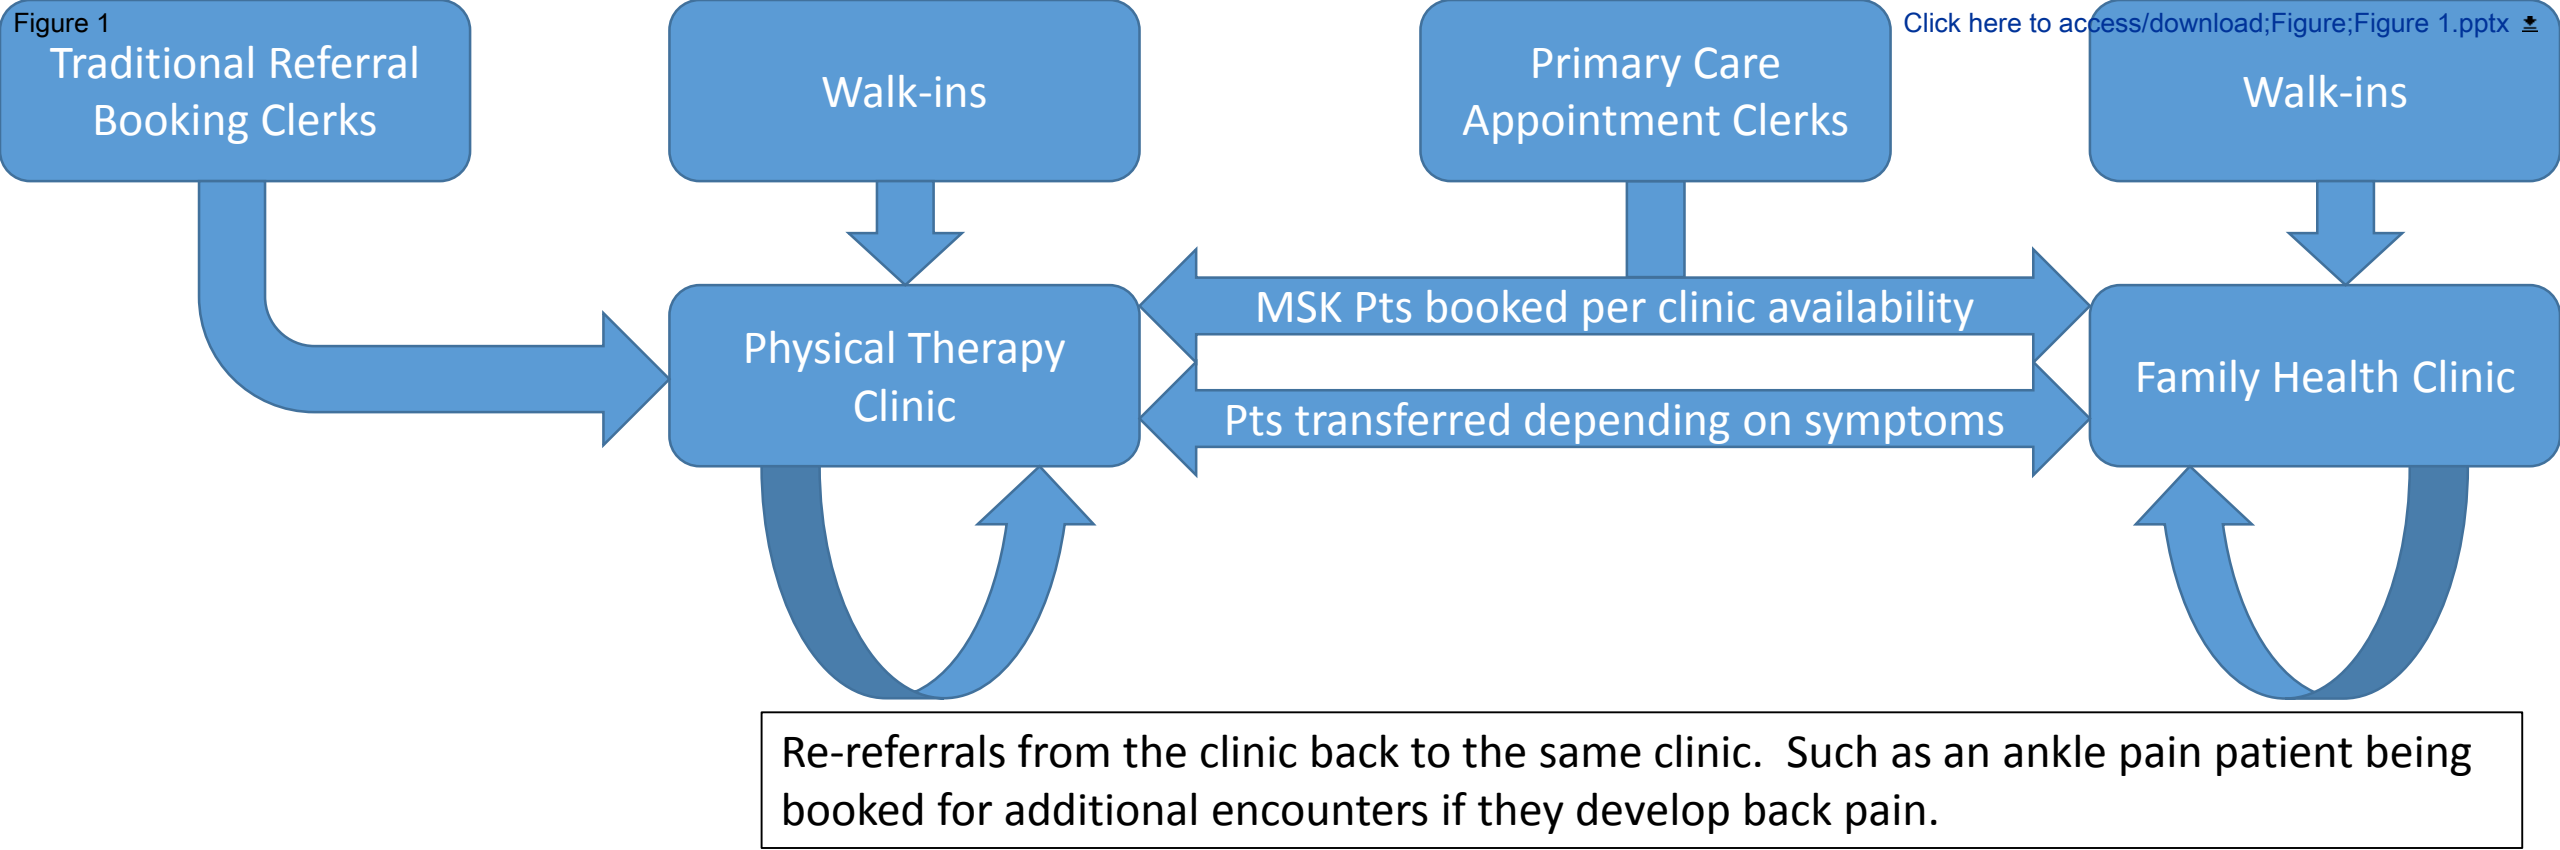 Figure 1
Click here to access/download;Figure;Figure 1.pptx
Traditional Referral
Booking Clerks
Walk-ins
Primary Care
Appointment Clerks
Walk-ins
MSK Pts booked per clinic availability
Physical Therapy
Clinic
Family Health Clinic
Pts transferred depending on symptoms
Re-referrals from the clinic back to the same clinic.  Such as an ankle pain patient being
booked for additional encounters if they develop back pain.